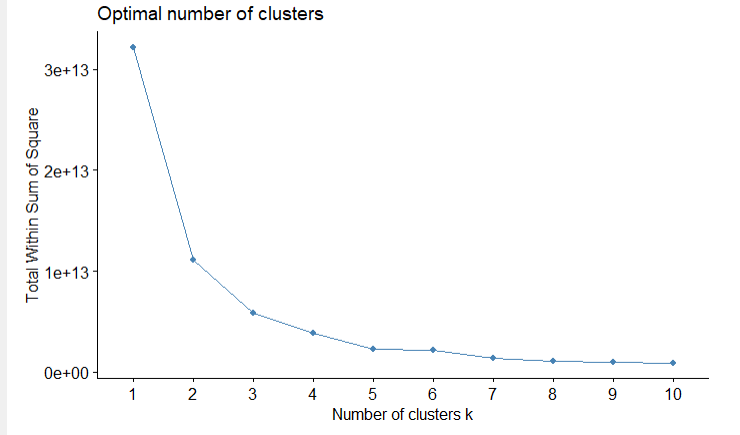 Optimal number of clusters
Total Within Sum of Square
3e+13
2e+13
1e+13
0e+00
1 2 3 4 5 6 7 8 9 10
Number of clusters k